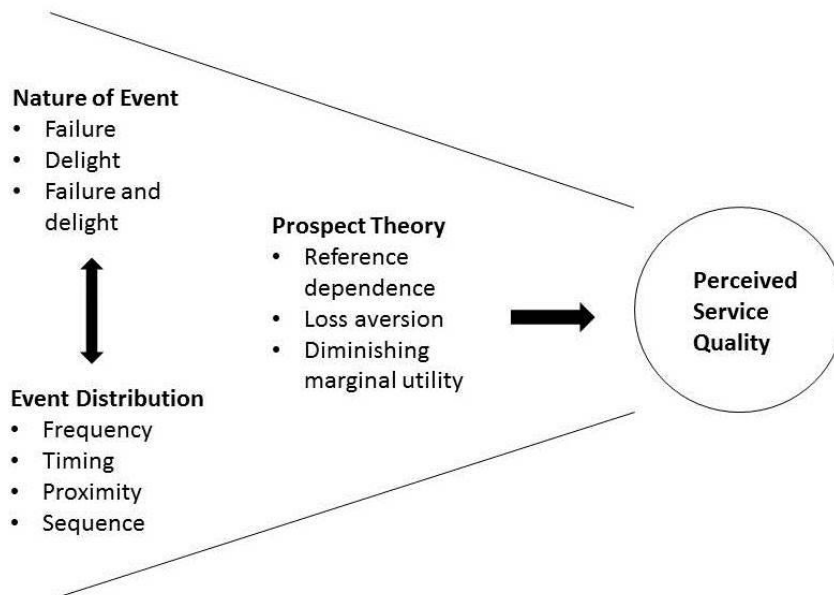 Nature of Event
• Failure
• Delight
• Failure and
delight
Event Distribution
• Frequency
• Timing
• Proximity
• Sequence
Prospect Theory
• Reference
dependence
• Loss aversion
• Diminishing
marginal utility
Perceived
Service
Quality